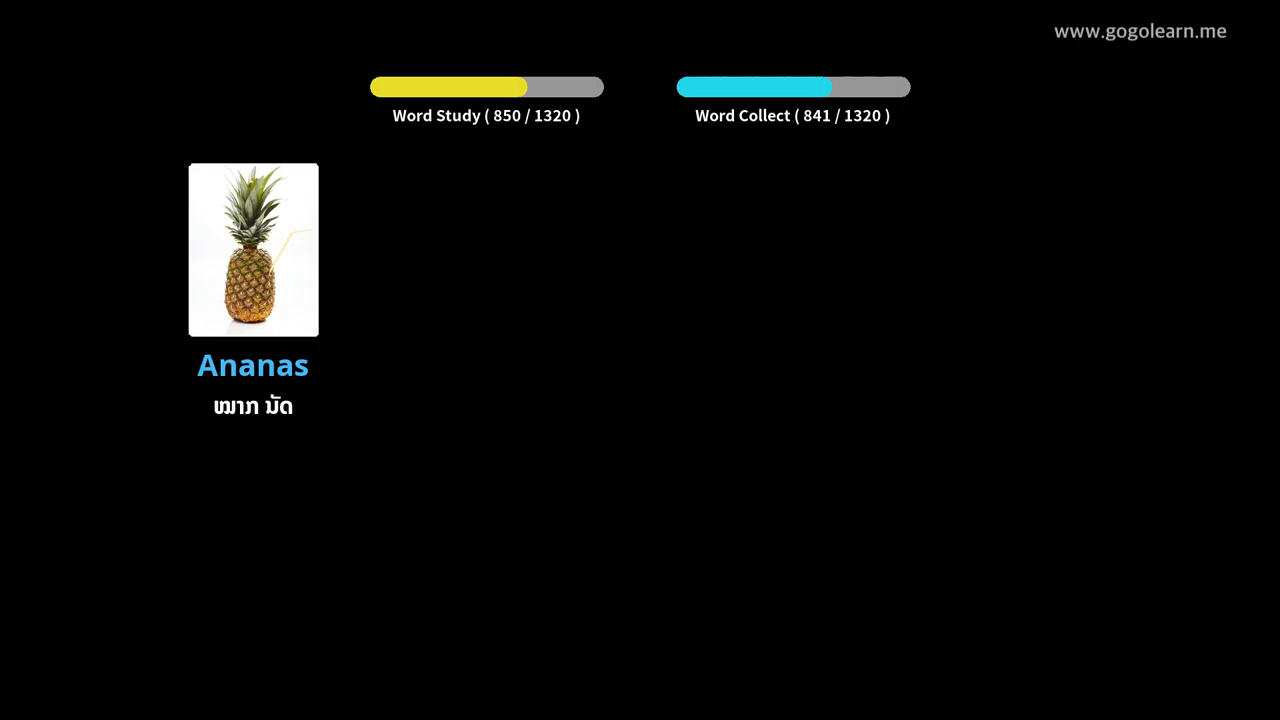 www.gogolearn.me
Word Study ( 850 / 1320 )
Word Collect ( 841 / 1320 )
Ananas
ໝາກ ນັດ